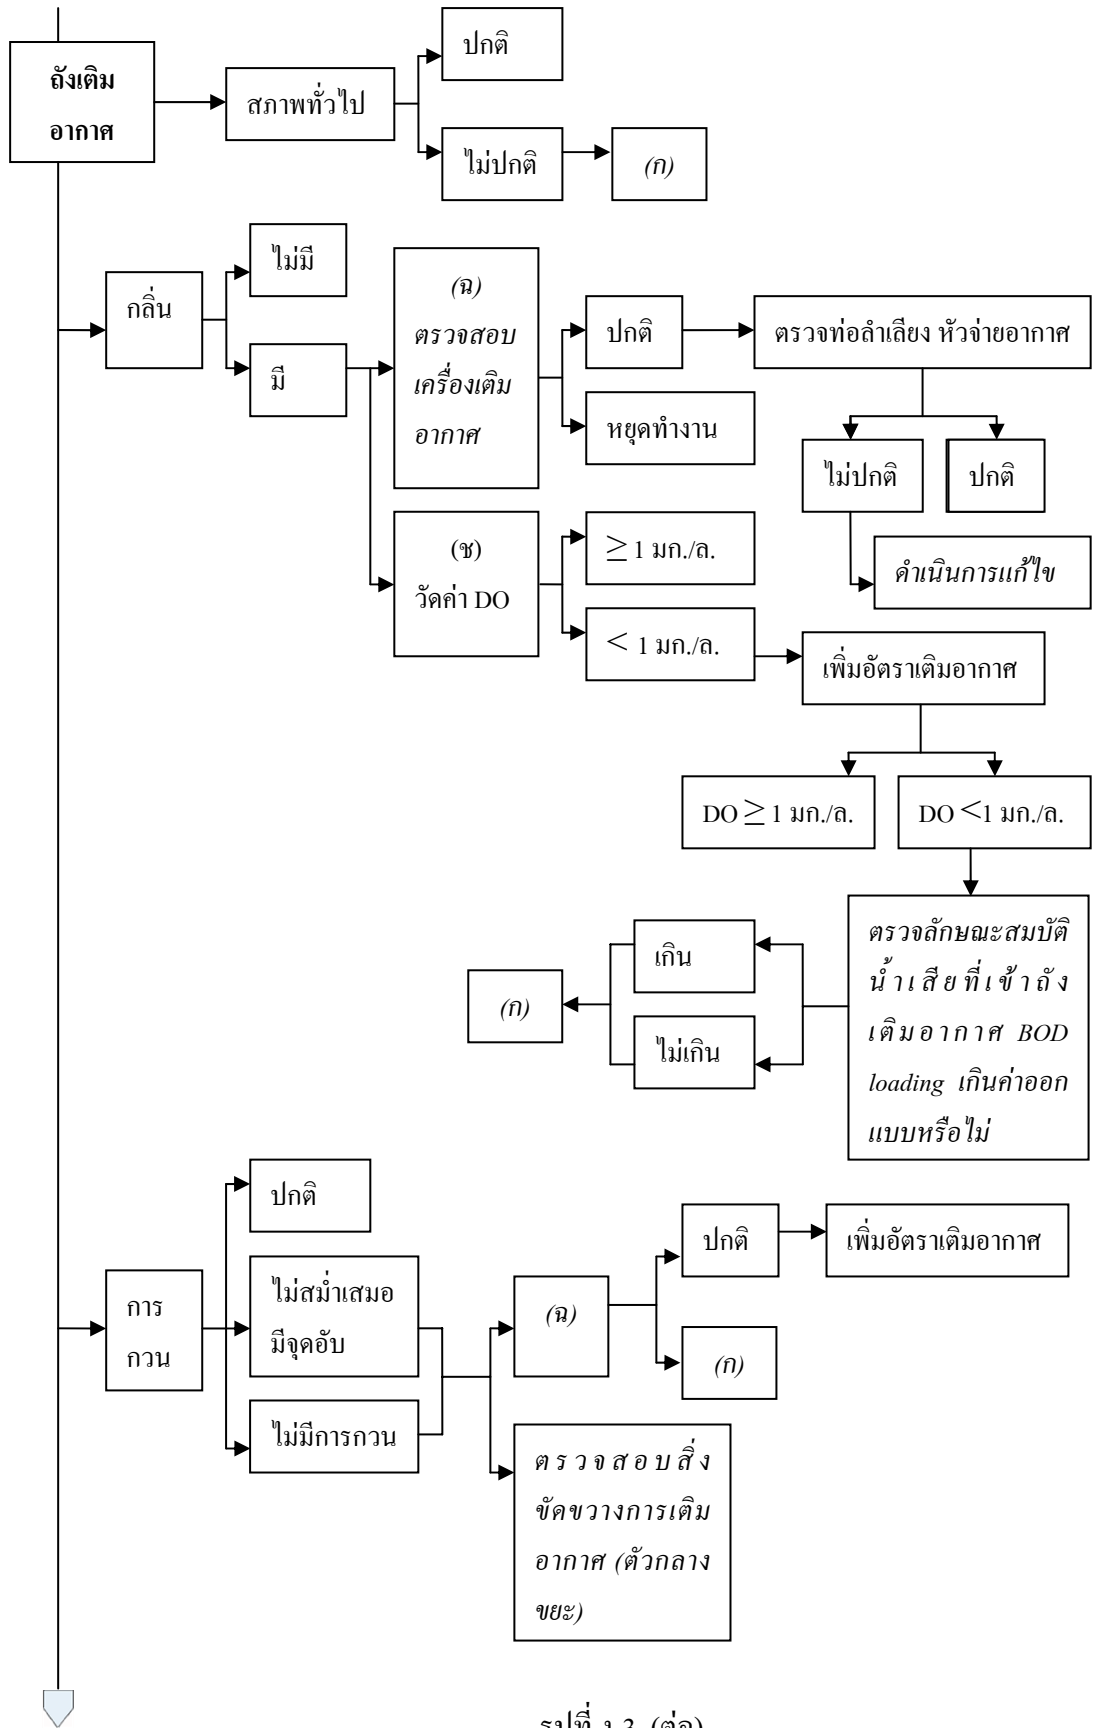 ถังเติม
อากาศ
สภาพทั่วไป
ปกติ
ไม่ปกติ
(ก)
กลิ่น
ไม่มี
มี
(ฉ)
ตรวจสอบ
เครื่องเติม
อากาศ
ปกติ
ตรวจท่อลำเลียง หัวจ่ายอากาศ
หยุดทำงาน
ไม่ปกติ
ปกติ
ดำเนินการแก้ไข
(ช)
วัดค่า DO
≥ 1 มก./ล.
< 1 มก./ล.
เพิ่มอัตราเติมอากาศ
DO ≥ 1 มก./ล.
DO <1 มก./ล.
ตรวจลักษณะสมบัติ
น้ำเสียที่เข้าถัง
เติมอากาศ BOD
loading เกินค่าออก
แบบหรือไม่
เกิน
ไม่เกิน
(ก)
การ
กวน
ปกติ
ไม่สม่ำเสมอ
มีจุดอับ
ไม่มีการกวน
(ฉ)
ปกติ
เพิ่มอัตราเติมอากาศ
(ก)
ตรวจสอบสิ่ง
ขัดขวางการเติม
อากาศ (ตัวกลาง
ขยะ)
รูปที่ ง.3 (ต่อ)